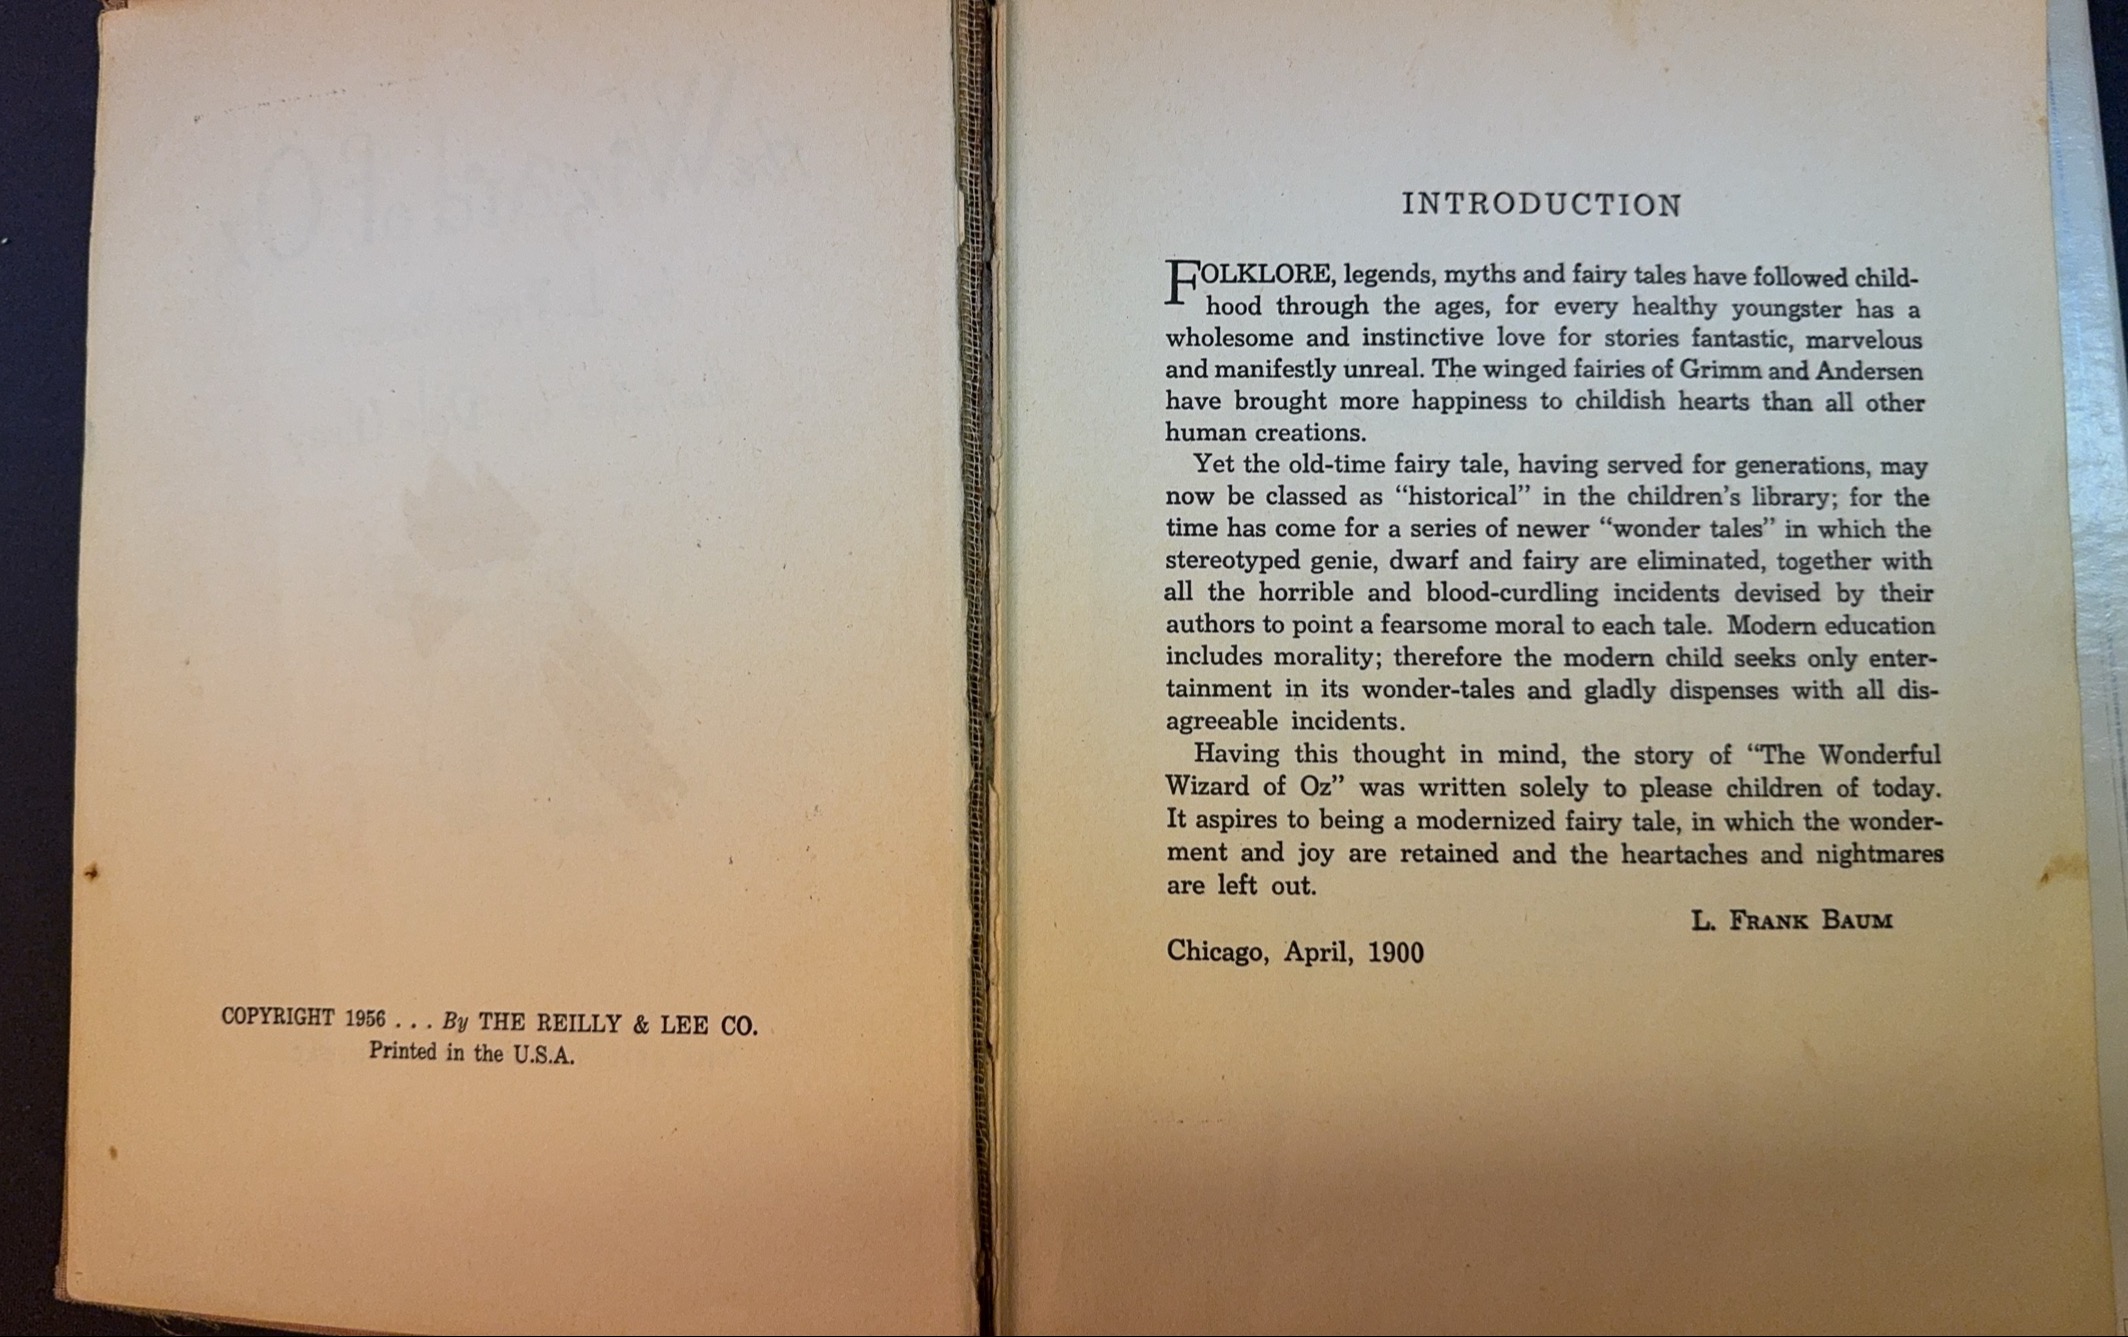 COPYRIGHT 1956 . . . By THE REILLY & LEE CO.
Printed in the U.S.A.
INTRODUCTION
FOLKLORE, legends, myths and fairy tales have followed child-
hood through the ages, for every healthy youngster has a
wholesome and instinctive love for stories fantastic, marvelous
and manifestly unreal. The winged fairies of Grimm and Andersen
have brought more happiness to childish hearts than all other
human creations.
Yet the old-time fairy tale, having served for generations, may
now be classed as “historical” in the children’s library; for the
time has come for a series of newer “wonder tales” in which the
stereotyped genie, dwarf and fairy are eliminated, together with
all the horrible and blood-curdling incidents devised by their
authors to point a fearsome moral to each tale. Modern education
includes morality; therefore the modern child seeks only enter-
tainment in its wonder-tales and gladly dispenses with all dis-
agreeable incidents.
Having this thought in mind, the story of “The Wonderful
Wizard of Oz” was written solely to please children of today.
It aspires to being a modernized fairy tale, in which the wonder-
ment and joy are retained and the heartaches and nightmares
are left out.
L. FRANK BAUM
Chicago, April, 1900